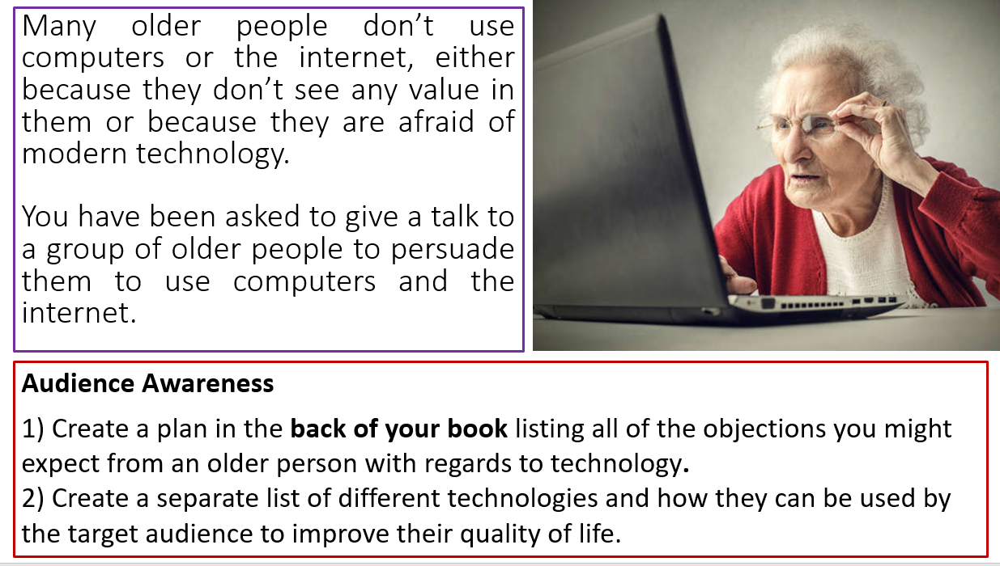 Many older people don’t use
computers or the internet, either
because they don’t see any value in
them or because they are afraid of
modern technology.
You have been asked to give a talk to
a group of older people to persuade
them to use computers and the
internet.
Audience Awareness
1) Create a plan in the back of your book listing all of the objections you might
expect from an older person with regards to technology.
2) Create a separate list of different technologies and how they can be used by
the target audience to improve their quality of life.